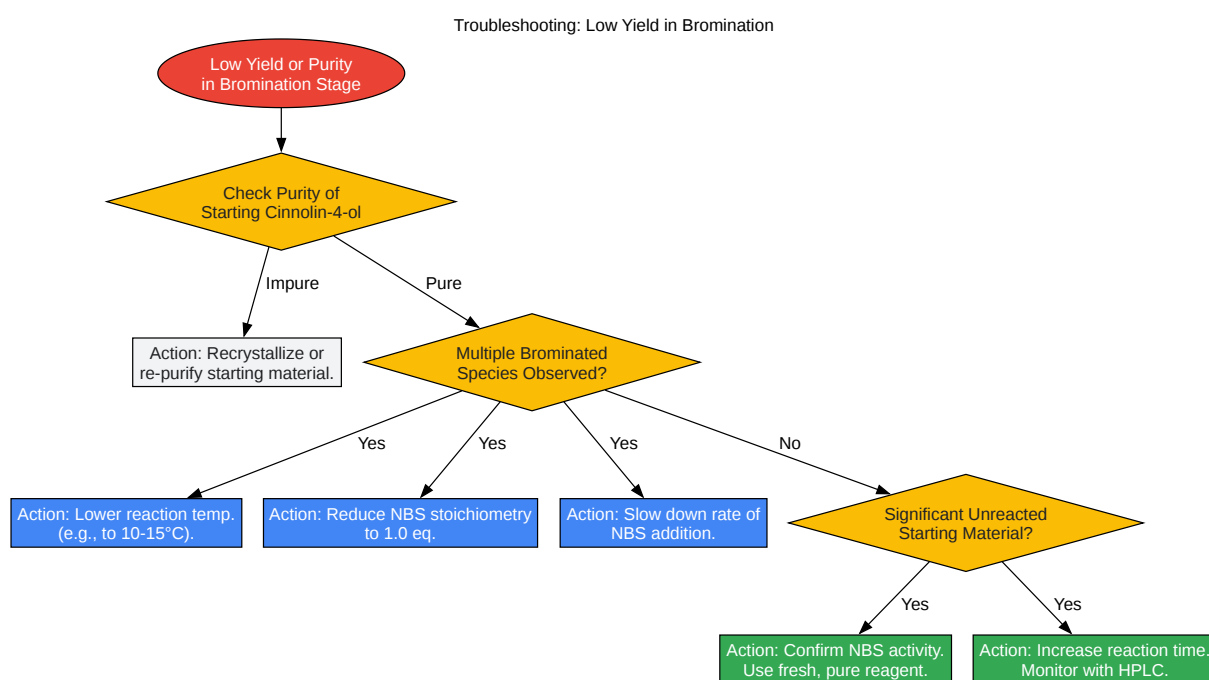 Troubleshooting: Low Yield in Bromination
Low Yield or Purity
in Bromination Stage
Check Purity of
Starting Cinnolin-4-ol
Impure
Pure
Action: Recrystallize or
re-purify starting material.
Multiple Brominated
Species Observed?
Yes
Yes
Yes
No
Action: Lower reaction temp.
(e.g., to 10-15°C).
Action: Reduce NBS stoichiometry
to 1.0 eq.
Action: Slow down rate of
NBS addition.
Significant Unreacted
Starting Material?
Yes
Yes
Action: Confirm NBS activity.
Use fresh, pure reagent.
Action: Increase reaction time.
Monitor with HPLC.